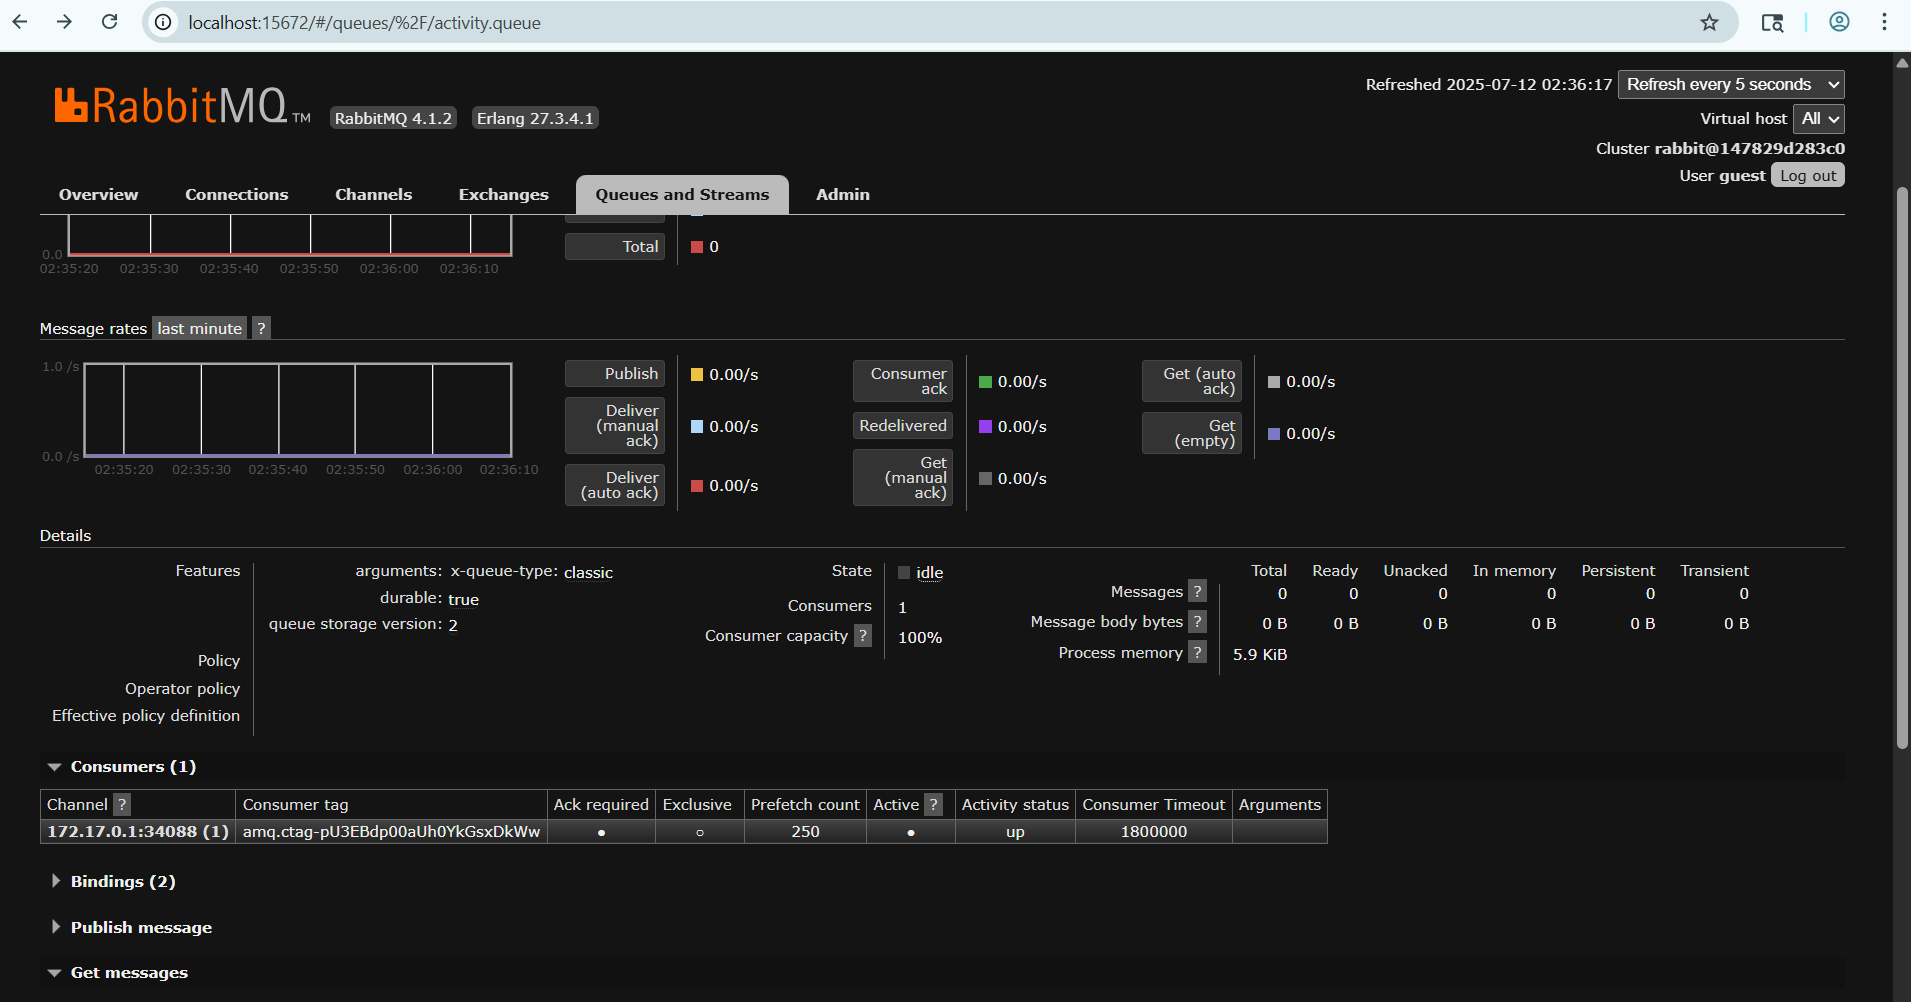 localhost:15672/#/queues/%2F/activity.queue
RabbitMQ TM
RabbitMQ 4.1.2 Erlang 27.3.4.1
Refreshed 2025-07-12 02:36:17 Refresh every 5 seconds
Virtual host All
Cluster rabbit@147829d283c0
User guest Log out
Overview Connections Channels Exchanges Queues and Streams Admin
0.0
02:35:20 02:35:30 02:35:40 02:35:50 02:36:00 02:36:10
Total 0
Message rates last minute ?
1.0 /s
0.0 /s
02:35:20 02:35:30 02:35:40 02:35:50 02:36:00 02:36:10
Publish 0.00/s
Deliver (manual ack) 0.00/s
Deliver (auto ack) 0.00/s
Consumer ack 0.00/s
Redelivered 0.00/s
Get (manual ack) 0.00/s
Get (auto ack) 0.00/s
Get (empty) 0.00/s
Details
Features arguments: x-queue-type: classic
durable: true
queue storage version: 2
Policy
Operator policy
Effective policy definition
State idle
Consumers 1
Consumer capacity ? 100%
Total Ready Unacked In memory Persistent Transient
Messages ? 0 0 0 0 0 0
Message body bytes ? 0 B 0 B 0 B 0 B 0 B 0 B
Process memory ? 5.9 KiB
Consumers (1)
Channel ? Consumer tag Ack required Exclusive Prefetch count Active ? Activity status Consumer Timeout Arguments
172.17.0.1:34088 (1) amq.ctag-pU3EBdp00aUh0YkGsxDkWw ● ○ 250 ● up 1800000
Bindings (2)
Publish message
Get messages